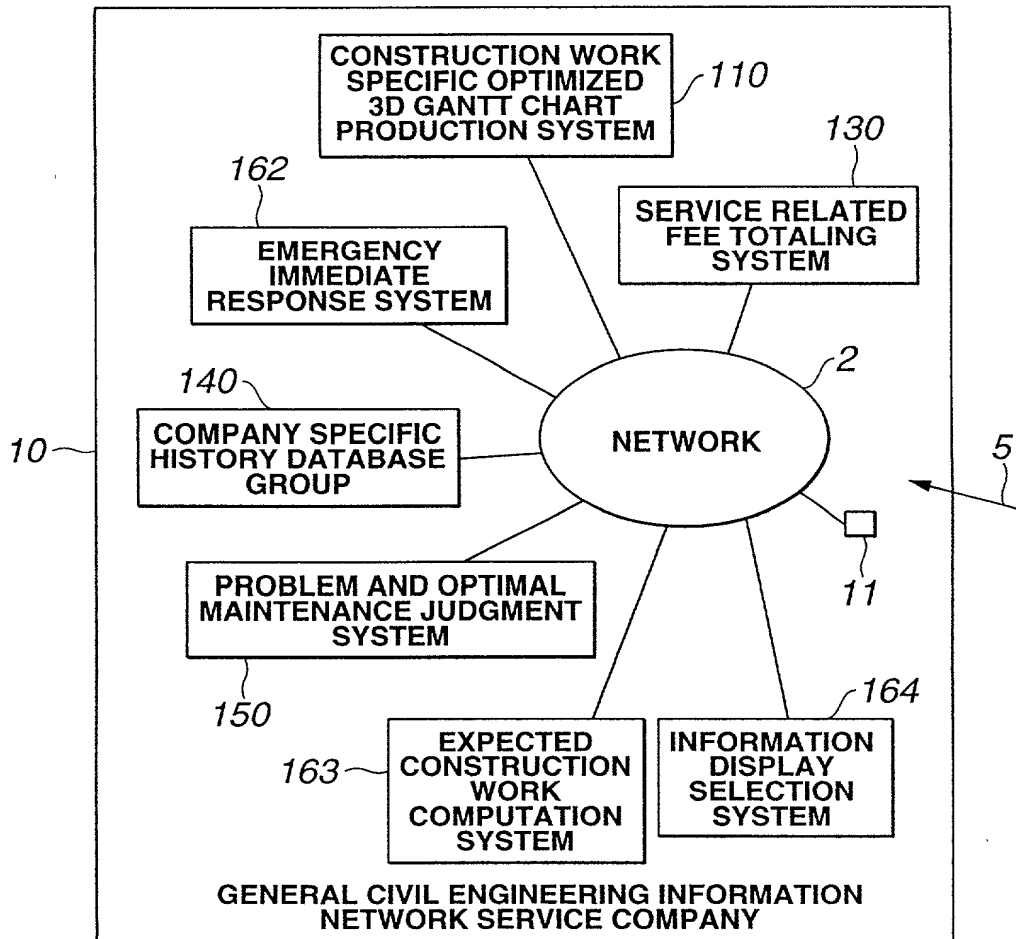 CONSTRUCTION WORK
SPECIFIC OPTIMIZED
3D GANTT CHART
PRODUCTION SYSTEM
110
130
SERVICE RELATED
FEE TOTALING
SYSTEM
162
EMERGENCY
IMMEDIATE
RESPONSE SYSTEM
2
NETWORK
140
COMPANY SPECIFIC
HISTORY DATABASE
GROUP
10
5
11
PROBLEM AND OPTIMAL
MAINTENANCE JUDGMENT
SYSTEM
150
163
EXPECTED
CONSTRUCTION
WORK
COMPUTATION
SYSTEM
164
INFORMATION
DISPLAY
SELECTION
SYSTEM
GENERAL CIVIL ENGINEERING INFORMATION
NETWORK SERVICE COMPANY